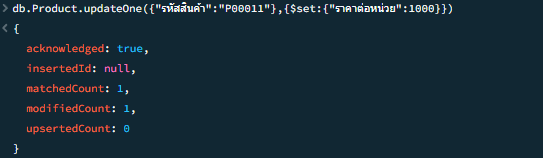 > db.Product.updateOne({"รหัสสินค้า":"P00011"},{$set:{"ราคาต่อหน่วย":1000}})
< {
acknowledged: true,
insertedId: null,
matchedCount: 1,
modifiedCount: 1,
upsertedCount: 0
}